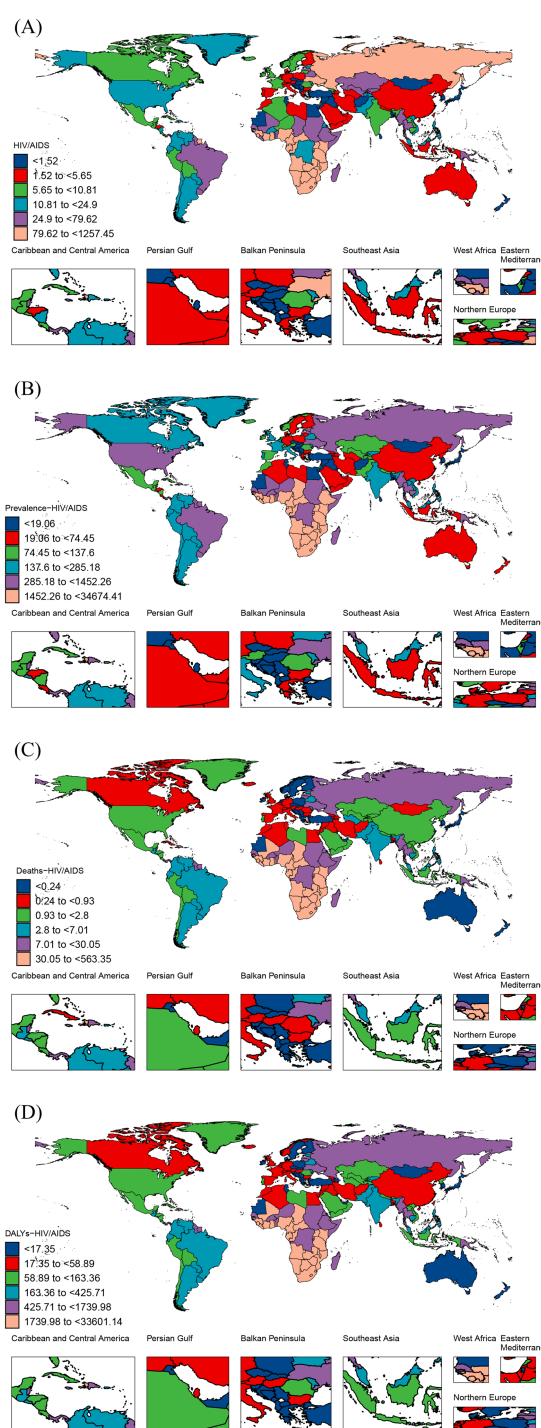 (A)
HIV/AIDS
<1.52
1.52 to <5.65
5.65 to <10.81
10.81 to <24.9
24.9 to <79.62
79.62 to <1257.45
Caribbean and Central America
Persian Gulf
Balkan Peninsula
Southeast Asia
West Africa
Eastern
Mediterran
Northern Europe
(B)
Prevalence-HIV/AIDS
<19.06
19.06 to <74.45
74.45 to <137.6
137.6 to <285.18
285.18 to <1452.26
1452.26 to <34674.41
Caribbean and Central America
Persian Gulf
Balkan Peninsula
Southeast Asia
West Africa
Eastern
Mediterran
Northern Europe
(C)
Deaths-HIV/AIDS
<0.24
0.24 to <0.93
0.93 to <2.8
2.8 to <7.01
7.01 to <30.05
30.05 to <563.35
Caribbean and Central America
Persian Gulf
Balkan Peninsula
Southeast Asia
West Africa
Eastern
Mediterran
Northern Europe
(D)
DALYs-HIV/AIDS
<17.35
17.35 to <58.89
58.89 to <163.36
163.36 to <425.71
425.71 to <1739.98
1739.98 to <33601.14
Caribbean and Central America
Persian Gulf
Balkan Peninsula
Southeast Asia
West Africa
Eastern
Mediterran
Northern Europe